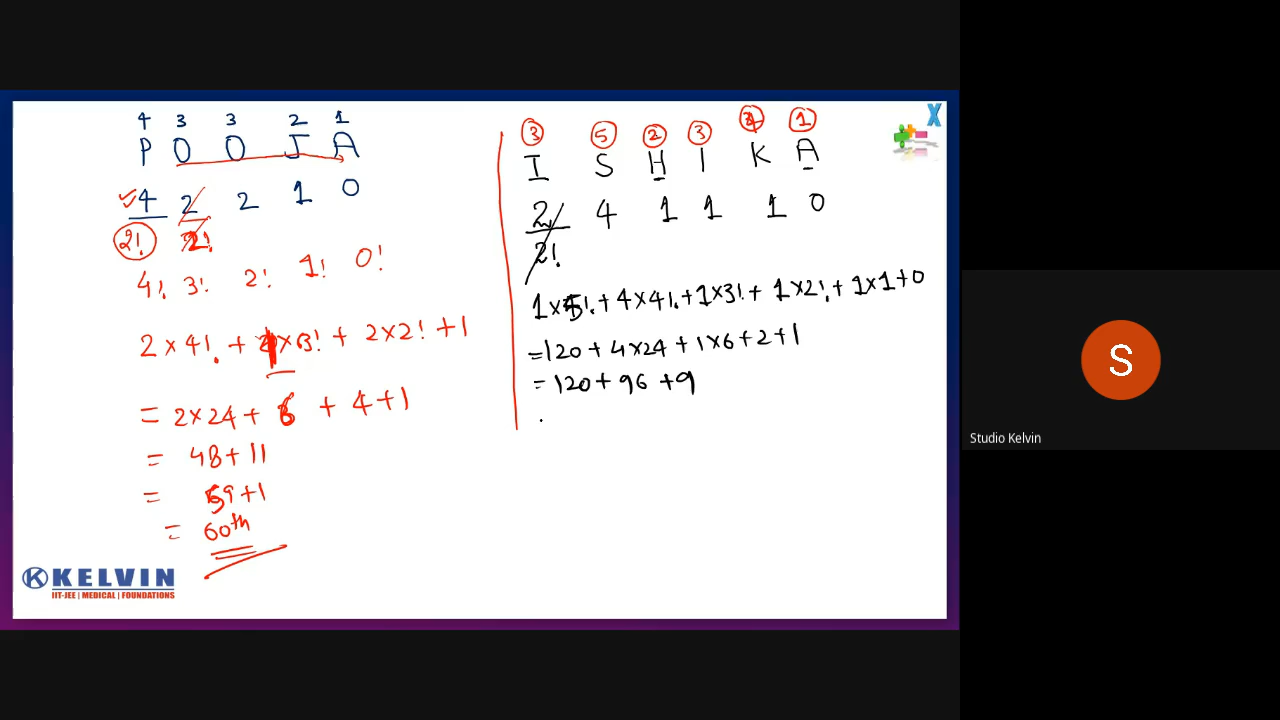 4 3 3 2 1
P O O J A
4 2 2 1 0
2! 2!
4! 3! 2! 1! 0!
2×4! + 1×3! + 2×2! + 1
= 2×24 + 6 + 4+1
= 48+11
= 59+1
= 60th
3 5 2 3 4 1
I S H I K A
2 4 1 1 1 0
2!
1×5! + 4×4! + 1×3! + 1×2! + 1×1+0
=120 + 4×24 + 1×6+2+1
= 120+ 96 +9
KELVIN
IIT-JEE | MEDICAL | FOUNDATIONS
X
S
Studio Kelvin